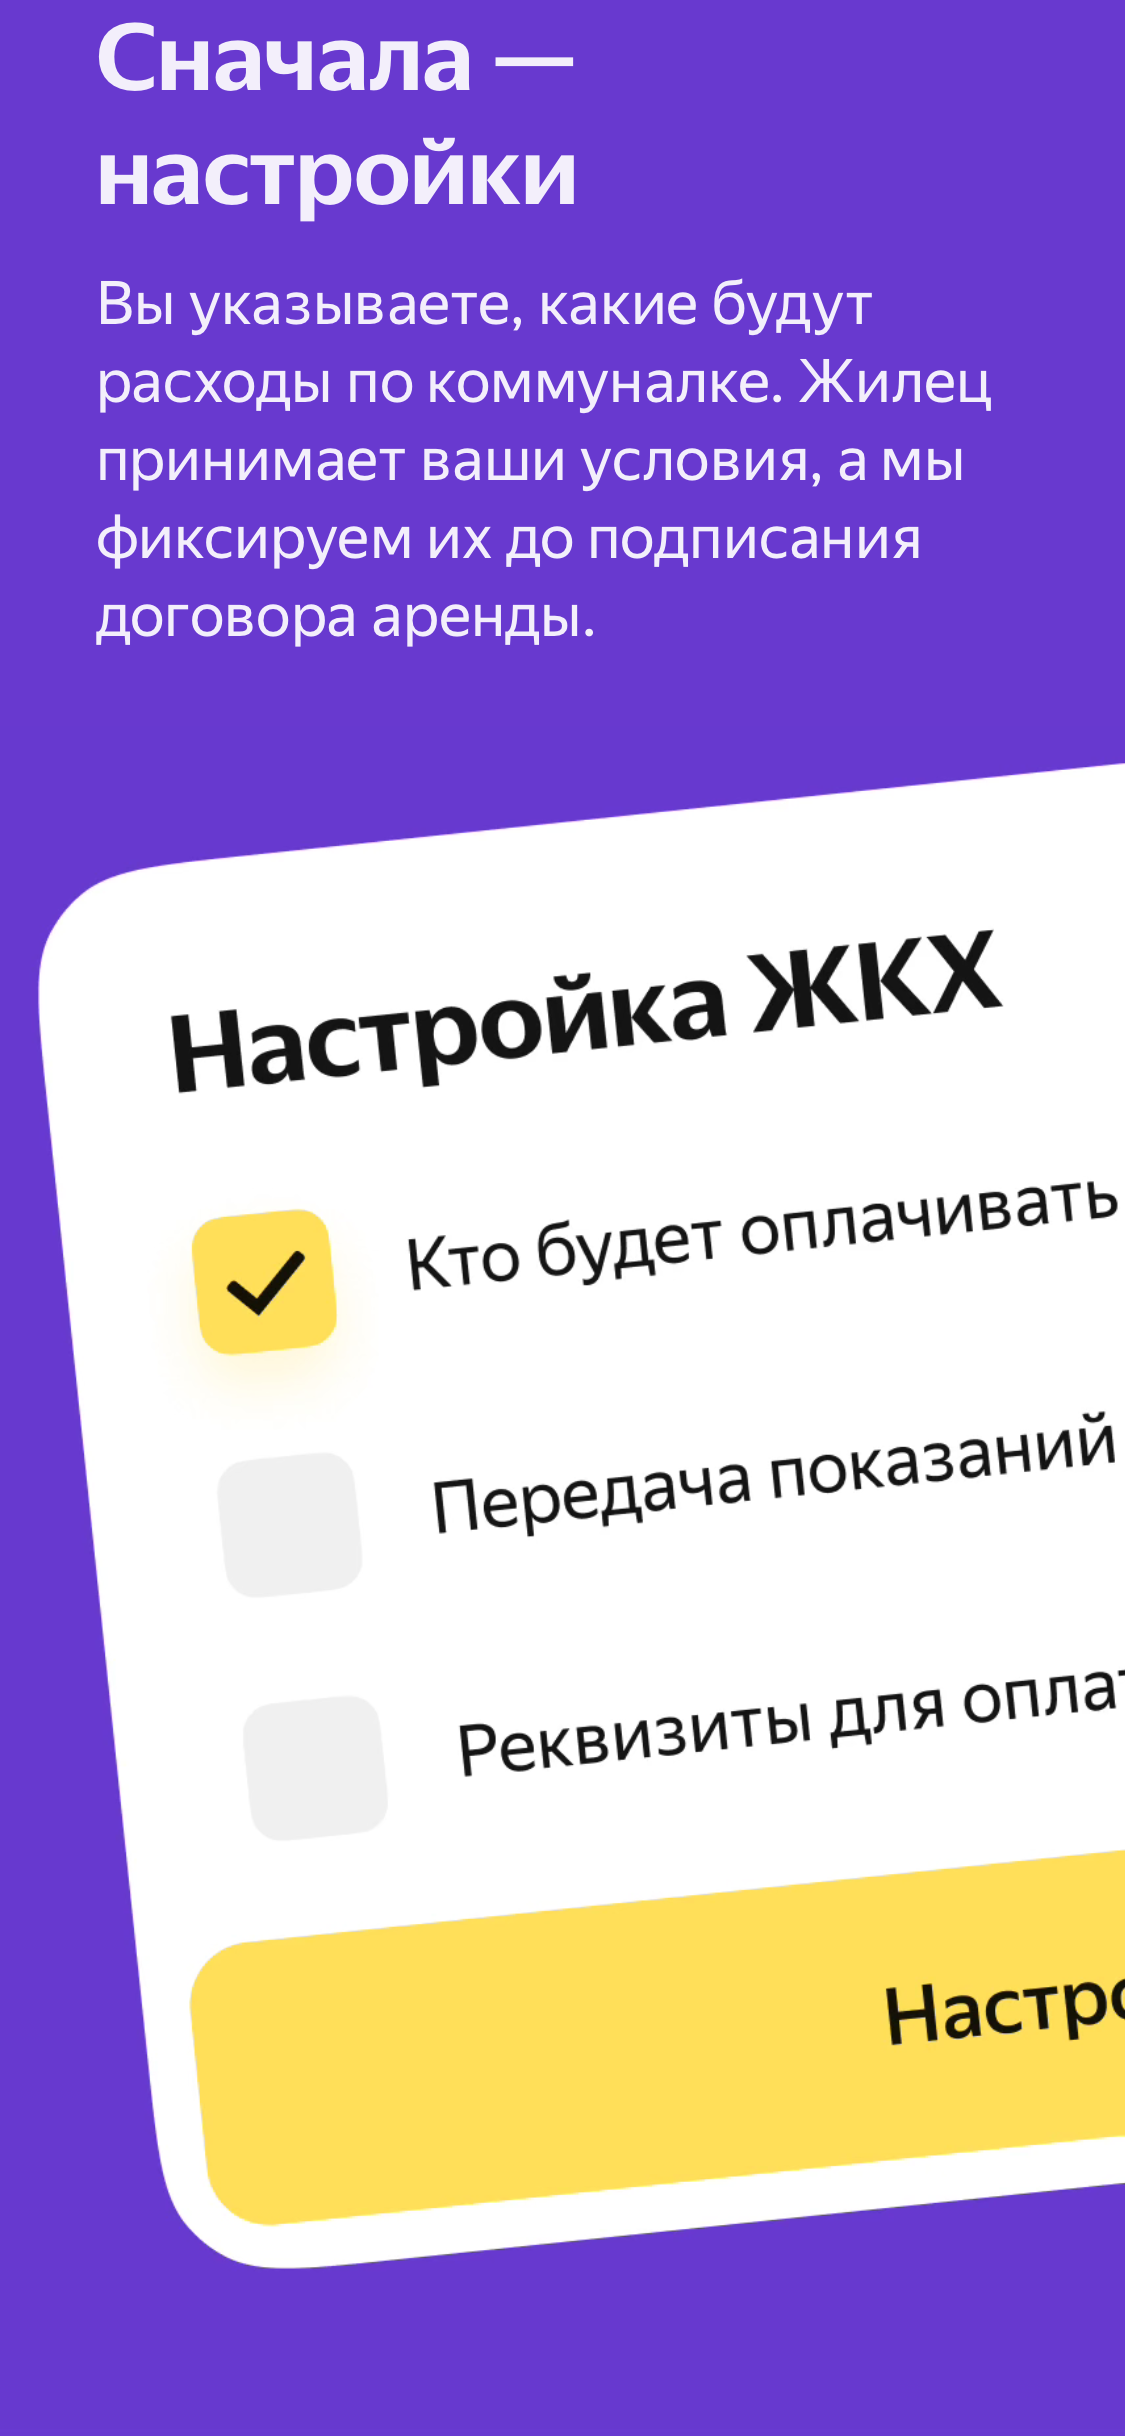 Сначала —
настройки
Вы указываете, какие будут
расходы по коммуналке. Жилец
принимает ваши условия, а мы
фиксируем их до подписания
договора аренды.
Настройка ЖКХ
Кто будет оплачивать
Передача показаний
Реквизиты для